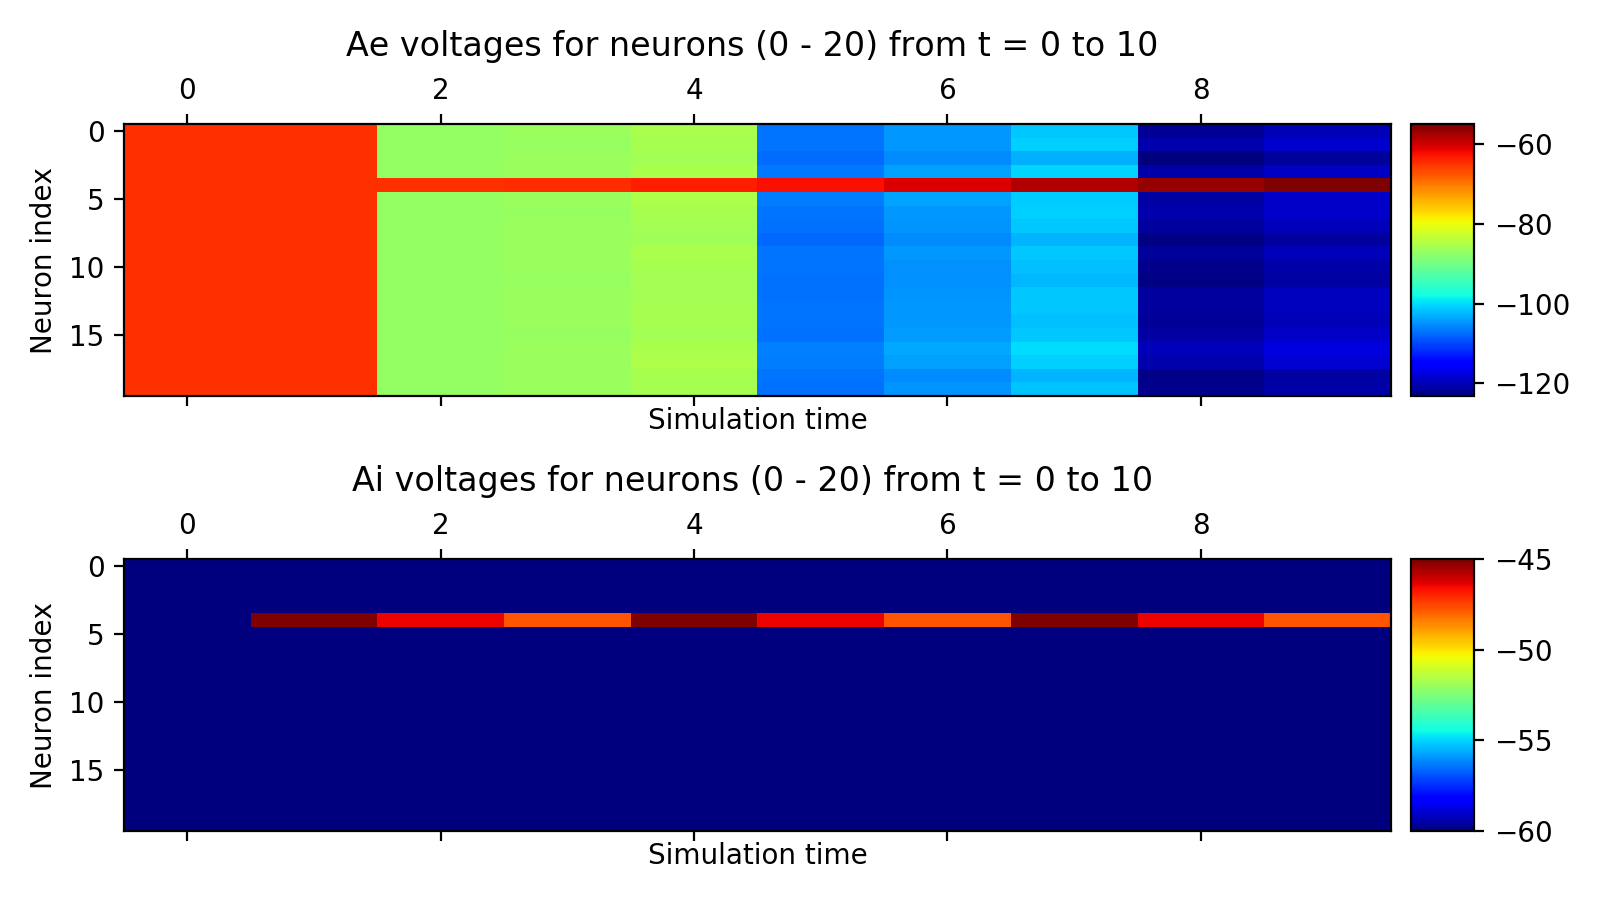 Ae voltages for neurons (0 - 20) from t = 0 to 10
0 2 4 6 8
0
5
10
15
Neuron index
Simulation time
−60
−80
−100
−120
Ai voltages for neurons (0 - 20) from t = 0 to 10
0 2 4 6 8
0
5
10
15
Neuron index
Simulation time
−45
−50
−55
−60